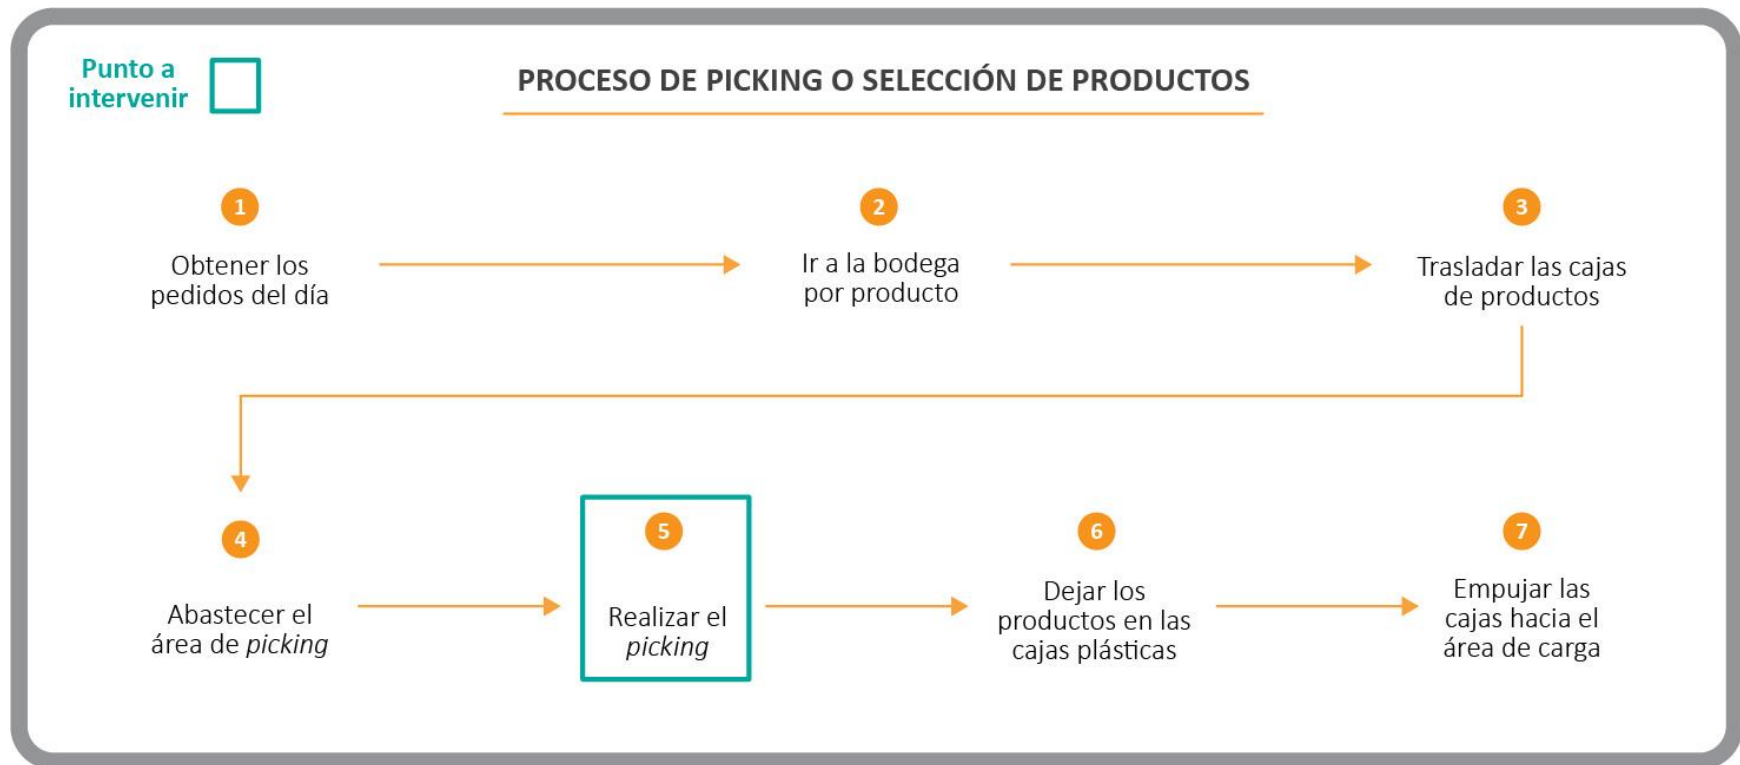 Punto a
intervenir
PROCESO DE PICKING O SELECCIÓN DE PRODUCTOS
1
Obtener los
pedidos del día
2
Ir a la bodega
por producto
3
Trasladar las cajas
de productos
4
Abastecer el
área de picking
5
Realizar el
picking
6
Dejar los
productos en las
cajas plásticas
7
Empujar las
cajas hacia el
área de carga